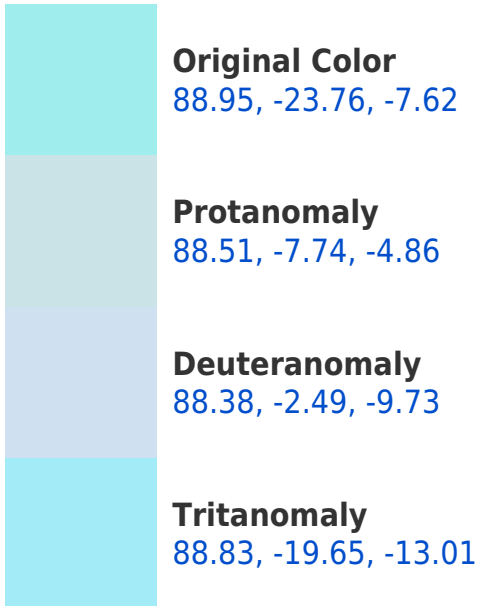 Original Color
88.95, -23.76, -7.62
Protanomaly
88.51, -7.74, -4.86
Deuteranomaly
88.38, -2.49, -9.73
Tritanomaly
88.83, -19.65, -13.01